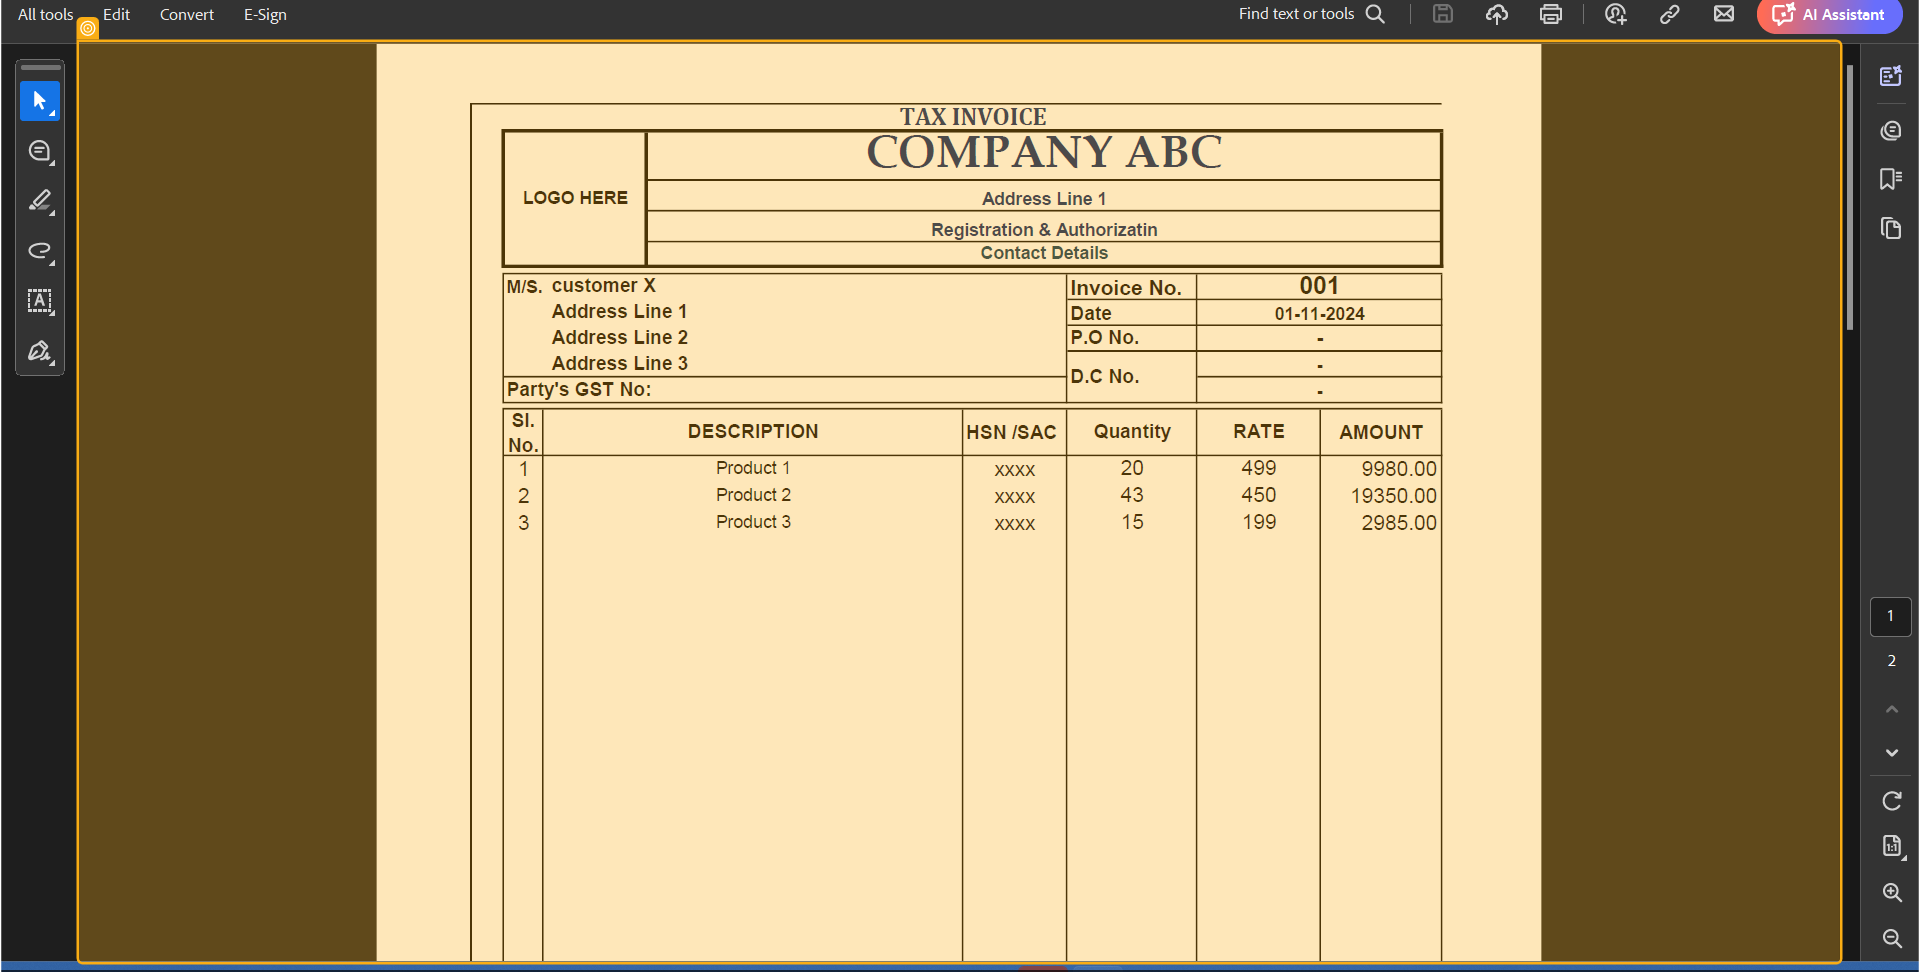 All tools Edit Convert E-Sign Find text or tools AI Assistant
TAX INVOICE
LOGO HERE
COMPANY ABC
Address Line 1
Registration & Authorizatin
Contact Details
M/S. customer X
Address Line 1
Address Line 2
Address Line 3
Party's GST No:
Invoice No. 001
Date 01-11-2024
P.O No. -
D.C No. -
-
Sl. No. DESCRIPTION HSN /SAC Quantity RATE AMOUNT
1 Product 1 xxxx 20 499 9980.00
2 Product 2 xxxx 43 450 19350.00
3 Product 3 xxxx 15 199 2985.00
1
2
1:1